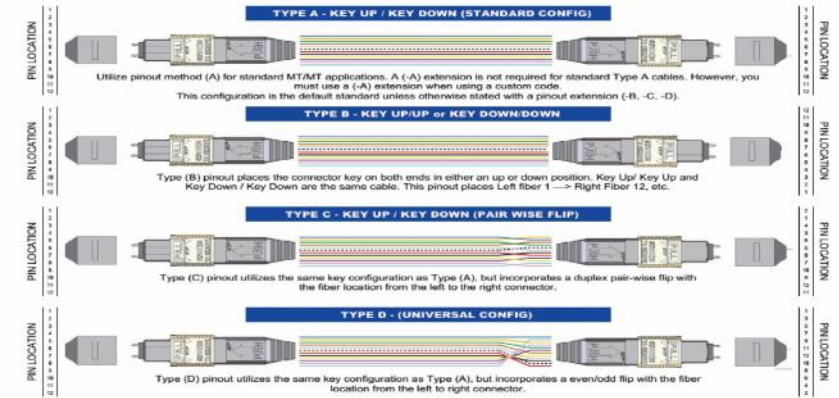 TYPE A - KEY UP / KEY DOWN (STANDARD CONFIG)
PIN LOCATION
PIN LOCATION
Utilize pinout method (A) for standard MT/MT applications. A (-A) extension is not required for standard Type A cables. However, you
must use a (-A) extension when using a custom code.
This configuration is the default standard unless otherwise stated with a pinout extension (-B, -C, -D).
TYPE B - KEY UP/UP or KEY DOWN/DOWN
PIN LOCATION
PIN LOCATION
Type (B) pinout places the connector key on both ends in either an up or down position. Key Up/ Key Up and
Key Down / Key Down are the same cable. This pinout places Left fiber 1 —> Right Fiber 12, etc.
TYPE C - KEY UP / KEY DOWN (PAIR WISE FLIP)
PIN LOCATION
PIN LOCATION
Type (C) pinout utilizes the same key configuration as Type (A), but incorporates a duplex pair-wise flip with
the fiber location from the left to the right connector.
TYPE D - (UNIVERSAL CONFIG)
PIN LOCATION
PIN LOCATION
Type (D) pinout utilizes the same key configuration as Type (A), but incorporates a even/odd flip with the fiber
location from the left to right connector.